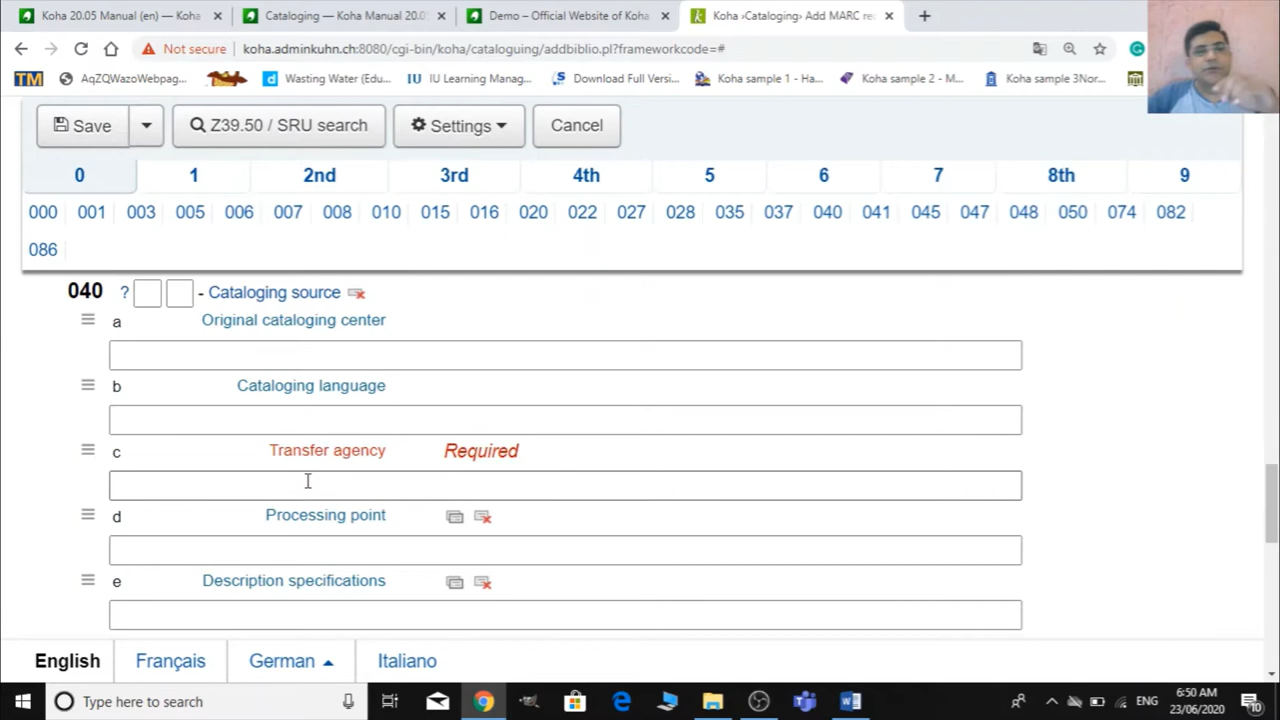 Koha 20.05 Manual (en) — Koha
Cataloging — Koha Manual 20.0
Demo – Official Website of Koha
Koha ›Cataloging› Add MARC rec
Not secure
koha.adminkuhn.ch:8080/cgi-bin/koha/cataloguing/addbiblio.pl?frameworkcode=#
TM
AqZQWazoWebpag...
Wasting Water (Edu...
IU
IU Learning Manag...
Download Full Versi...
Koha sample 1 - Ha...
Koha sample 2 - M...
Koha sample 3Nor...
Save
Z39.50 / SRU search
Settings
Cancel
0 1 2nd 3rd 4th 5 6 7 8th 9
000 001 003 005 006 007 008 010 015 016 020 022 027 028 035 037 040 041 045 047 048 050 074 082
086
040 ? - Cataloging source
a Original cataloging center
b Cataloging language
c Transfer agency Required
d Processing point
e Description specifications
English Français German Italiano
Type here to search
ENG
6:50 AM
23/06/2020
10